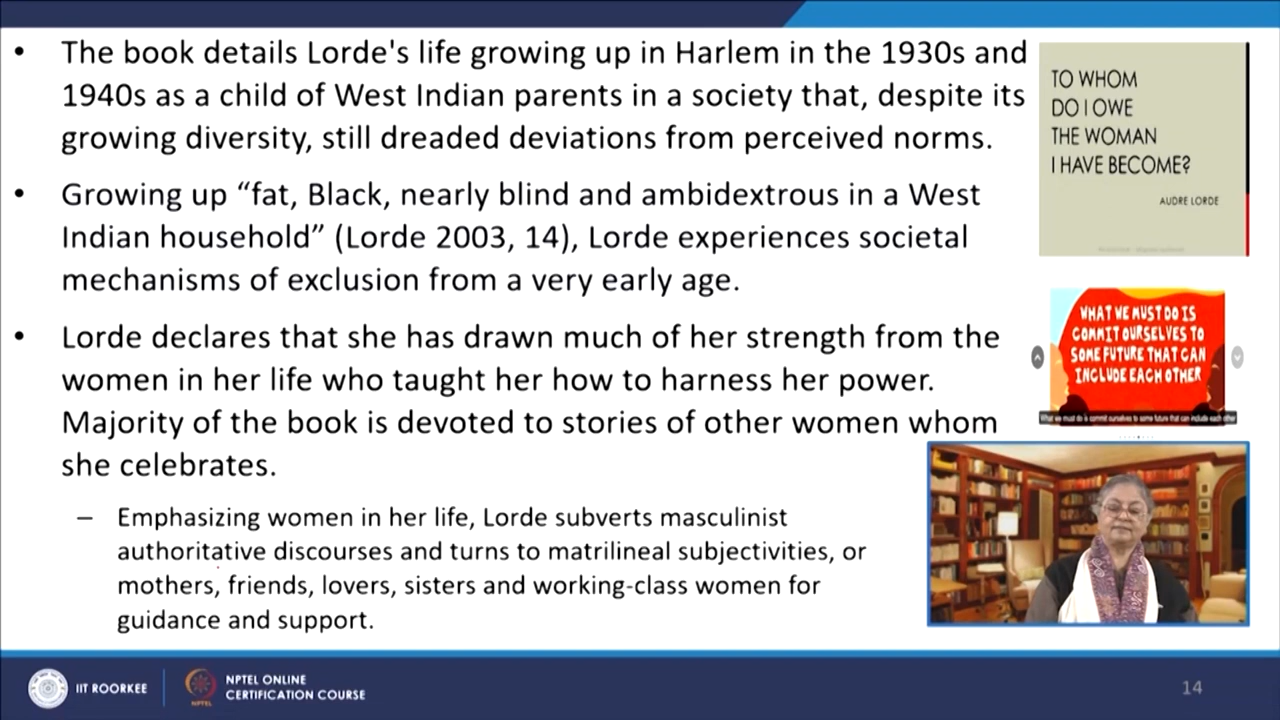 • The book details Lorde's life growing up in Harlem in the 1930s and
1940s as a child of West Indian parents in a society that, despite its
growing diversity, still dreaded deviations from perceived norms.
• Growing up “fat, Black, nearly blind and ambidextrous in a West
Indian household” (Lorde 2003, 14), Lorde experiences societal
mechanisms of exclusion from a very early age.
• Lorde declares that she has drawn much of her strength from the
women in her life who taught her how to harness her power.
Majority of the book is devoted to stories of other women whom
she celebrates.
– Emphasizing women in her life, Lorde subverts masculinist
authoritative discourses and turns to matrilineal subjectivities, or
mothers, friends, lovers, sisters and working-class women for
guidance and support.
TO WHOM
DO I OWE
THE WOMAN
I HAVE BECOME?
AUDRE LORDE
WHAT WE MUST DO IS
COMMIT OURSELVES TO
SOME FUTURE THAT CAN
INCLUDE EACH OTHER
What we must do is commit ourselves to some future that can include each other
IIT ROORKEE
NPTEL
NPTEL ONLINE
CERTIFICATION COURSE
14